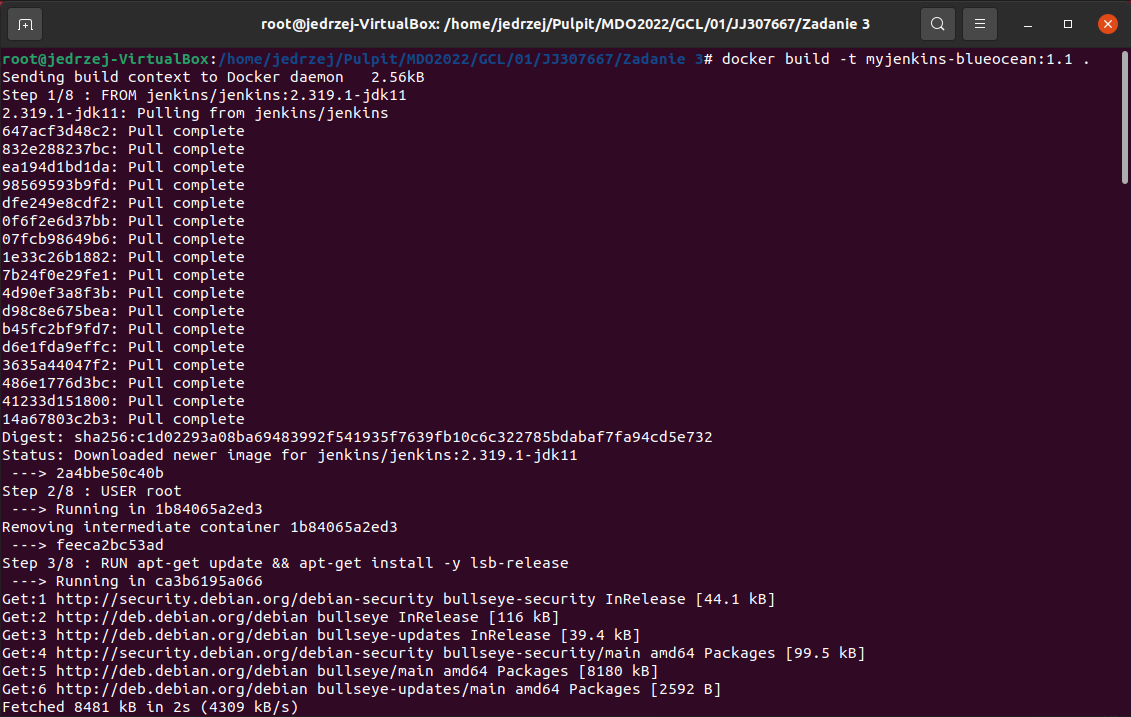 root@jedrzej-VirtualBox: /home/jedrzej/Pulpit/MDO2022/GCL/01/JJ307667/Zadanie 3
root@jedrzej-VirtualBox:/home/jedrzej/Pulpit/MDO2022/GCL/01/JJ307667/Zadanie 3# docker build -t myjenkins-blueocean:1.1 .
Sending build context to Docker daemon   2.56kB
Step 1/8 : FROM jenkins/jenkins:2.319.1-jdk11
2.319.1-jdk11: Pulling from jenkins/jenkins
647acf3d48c2: Pull complete
832e288237bc: Pull complete
ea194d1bd1da: Pull complete
98569593b9fd: Pull complete
dfe249e8cdf2: Pull complete
0f6f2e6d37bb: Pull complete
07fcb98649b6: Pull complete
1e33c26b1882: Pull complete
7b24f0e29fe1: Pull complete
4d90ef3a8f3b: Pull complete
d98c8e675bea: Pull complete
b45fc2bf9fd7: Pull complete
d6e1fda9effc: Pull complete
3635a44047f2: Pull complete
486e1776d3bc: Pull complete
41233d151800: Pull complete
14a67803c2b3: Pull complete
Digest: sha256:c1d02293a08ba69483992f541935f7639fb10c6c322785bdabaf7fa94cd5e732
Status: Downloaded newer image for jenkins/jenkins:2.319.1-jdk11
 ---> 2a4bbe50c40b
Step 2/8 : USER root
 ---> Running in 1b84065a2ed3
Removing intermediate container 1b84065a2ed3
 ---> feeca2bc53ad
Step 3/8 : RUN apt-get update && apt-get install -y lsb-release
 ---> Running in ca3b6195a066
Get:1 http://security.debian.org/debian-security bullseye-security InRelease [44.1 kB]
Get:2 http://deb.debian.org/debian bullseye InRelease [116 kB]
Get:3 http://deb.debian.org/debian bullseye-updates InRelease [39.4 kB]
Get:4 http://security.debian.org/debian-security bullseye-security/main amd64 Packages [99.5 kB]
Get:5 http://deb.debian.org/debian bullseye/main amd64 Packages [8180 kB]
Get:6 http://deb.debian.org/debian bullseye-updates/main amd64 Packages [2592 B]
Fetched 8481 kB in 2s (4309 kB/s)